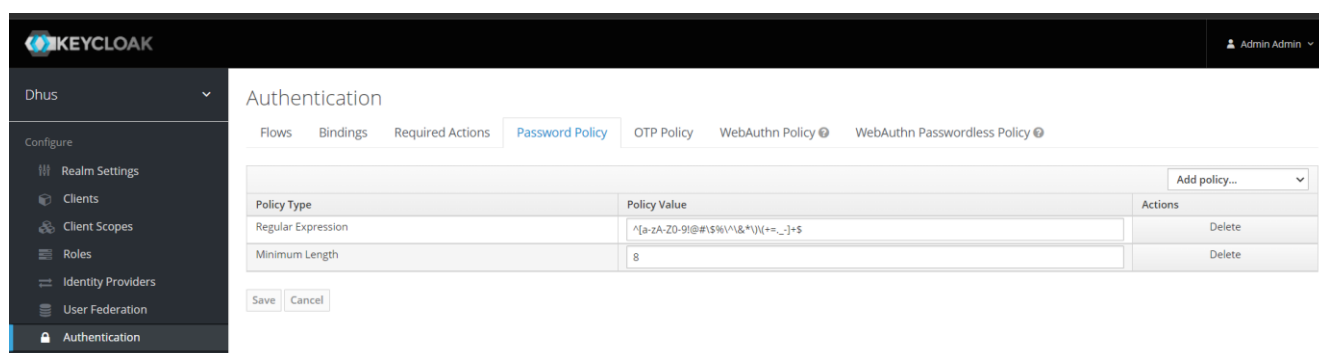 KEYCLOAK
Admin Admin
Dhus
Authentication
Flows Bindings Required Actions Password Policy OTP Policy WebAuthn Policy WebAuthn Passwordless Policy
Configure
Realm Settings
Clients
Client Scopes
Roles
Identity Providers
User Federation
Authentication
Add policy...
Policy Type Policy Value Actions
Regular Expression ^[a-zA-Z0-9!@#\$%\^\&*\)\(+=._-]+$ Delete
Minimum Length 8 Delete
Save Cancel